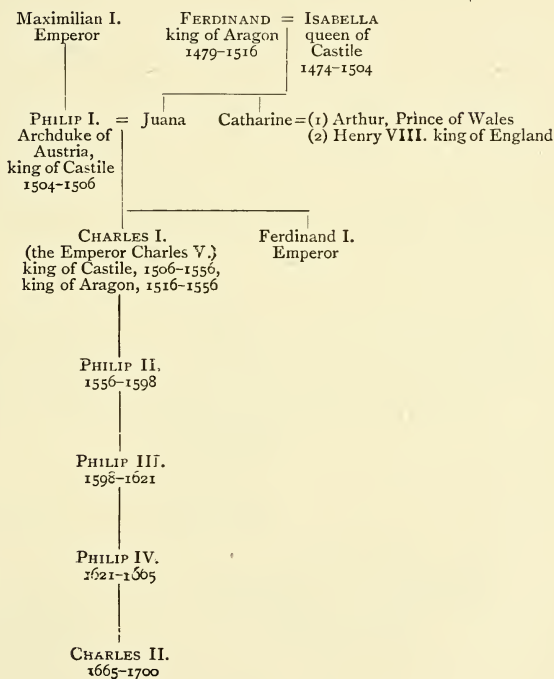 Maximilian I.
Emperor
FERDINAND = ISABELLA
king of Aragon queen of
1479–1516 Castile
1474–1504
PHILIP I. = Juana Catharine=(1) Arthur, Prince of Wales
Archduke of (2) Henry VIII. king of England
Austria,
king of Castile
1504–1506
CHARLES I. Ferdinand I.
(the Emperor Charles V.) Emperor
king of Castile, 1506–1556,
king of Aragon, 1516–1556
PHILIP II.
1556–1598
PHILIP III.
1598–1621
PHILIP IV.
1621–1665
CHARLES II.
1665–1700